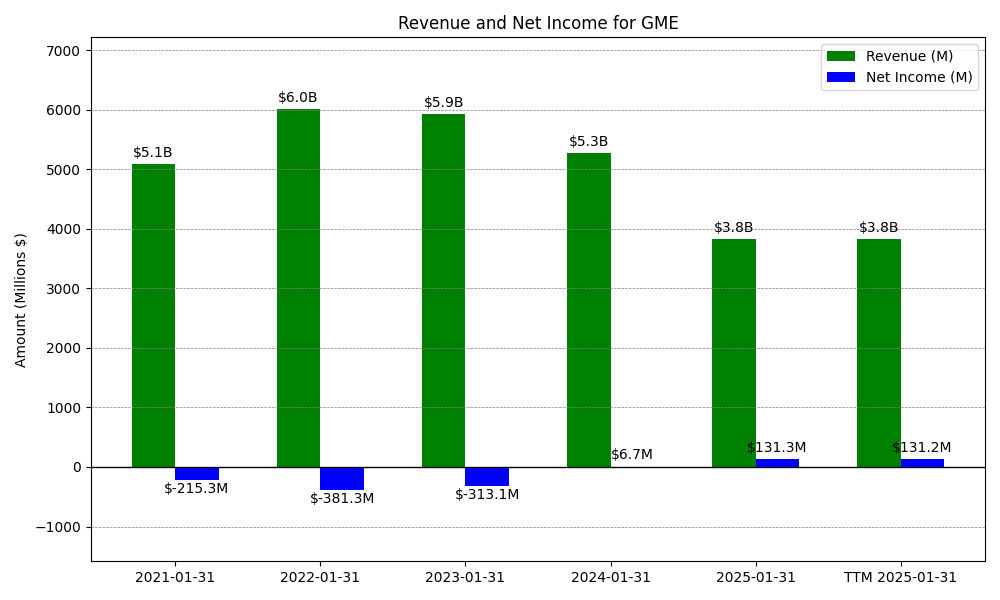 Revenue and Net Income for GME
Revenue (M)
Net Income (M)
Amount (Millions $)
7000
6000
5000
4000
3000
2000
1000
0
−1000
$5.1B
$6.0B
$5.9B
$5.3B
$3.8B
$3.8B
$-215.3M
$-381.3M
$-313.1M
$6.7M
$131.3M
$131.2M
2021-01-31
2022-01-31
2023-01-31
2024-01-31
2025-01-31
TTM 2025-01-31